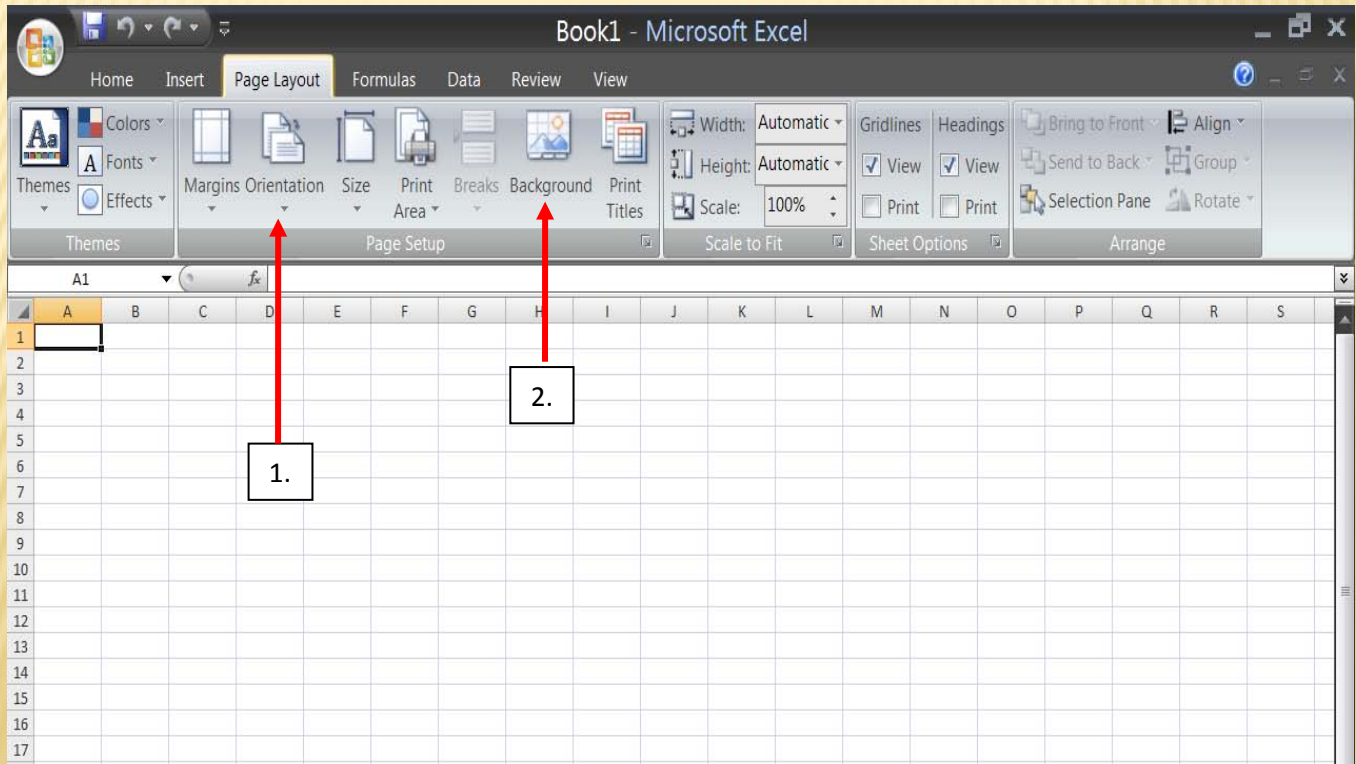 Book1 - Microsoft Excel
Home Insert Page Layout Formulas Data Review View
Aa Themes
Colors
A Fonts
Effects
Margins Orientation Size Print Area Breaks Background Print Titles
Width: Automatic
Height: Automatic
Scale: 100%
Gridlines Headings
View View
Print Print
Bring to Front Align
Send to Back Group
Selection Pane Rotate
Themes Page Setup Scale to Fit Sheet Options Arrange
A1 fx
A B C D E F G H I J K L M N O P Q R S
1
2
3
4
5
6
7
8
9
10
11
12
13
14
15
16
17
2.
1.